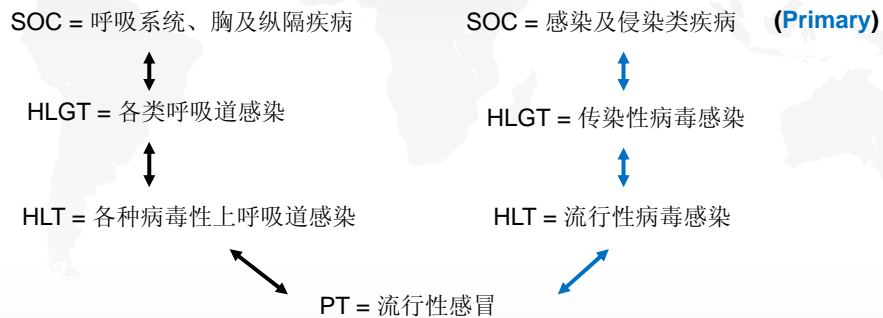 SOC = 呼吸系统、胸及纵隔疾病
SOC = 感染及侵染类疾病 (Primary)
HLGT = 各类呼吸道感染
HLGT = 传染性病毒感染
HLT = 各种病毒性上呼吸道感染
HLT = 流行性病毒感染
PT = 流行性感冒